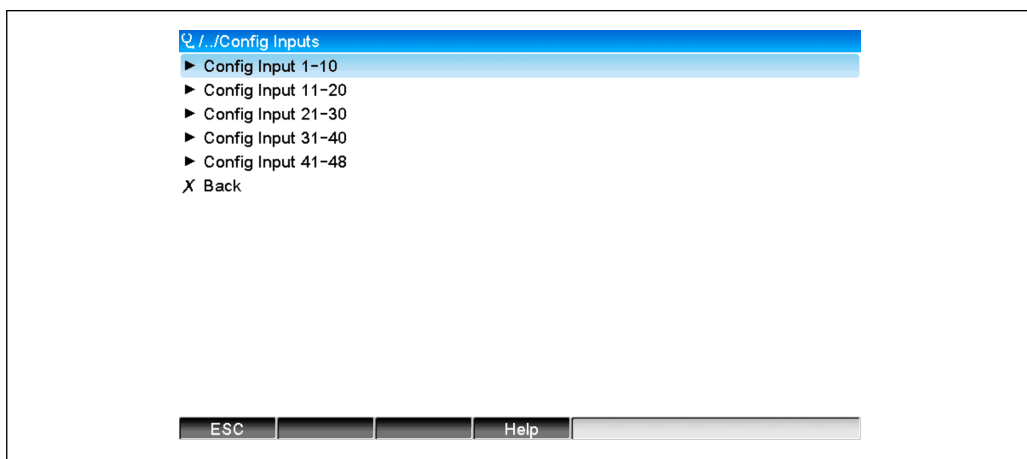 /../Config Inputs
► Config Input 1-10
► Config Input 11-20
► Config Input 21-30
► Config Input 31-40
► Config Input 41-48
X Back
ESC Help